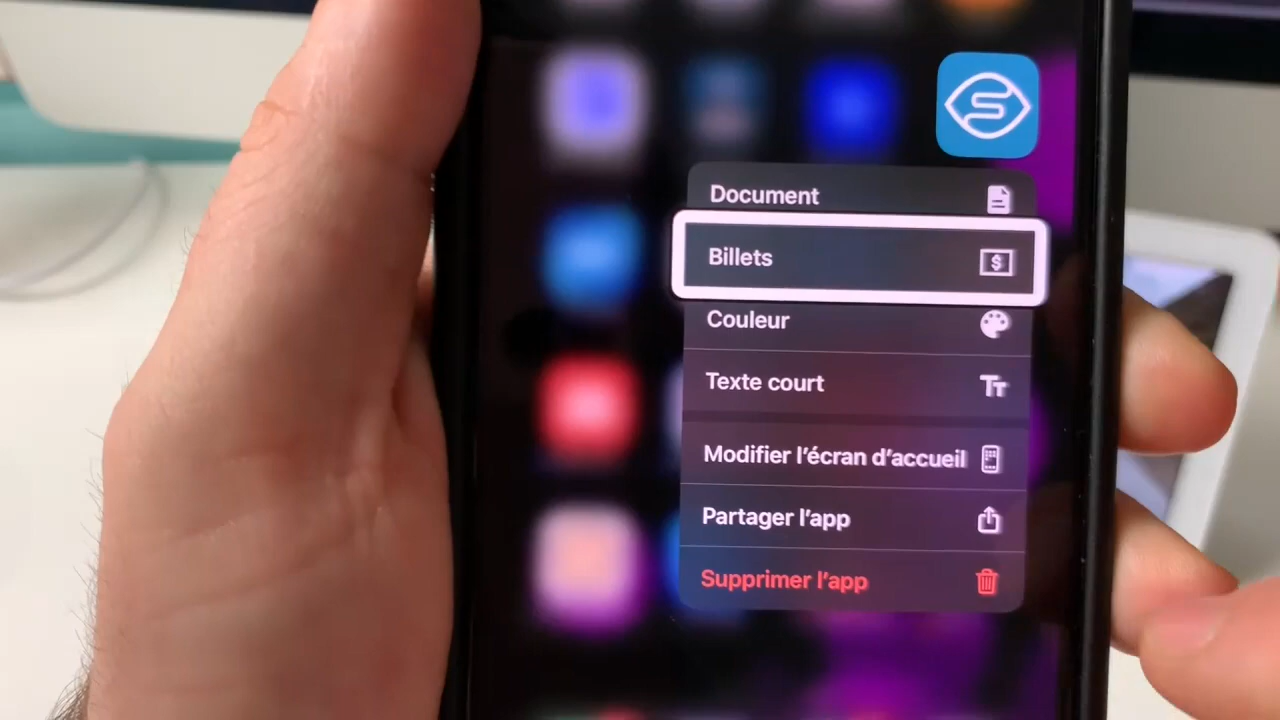 Document
Billets
Couleur
Texte court
Modifier l'écran d'accueil
Partager l'app
Supprimer l'app